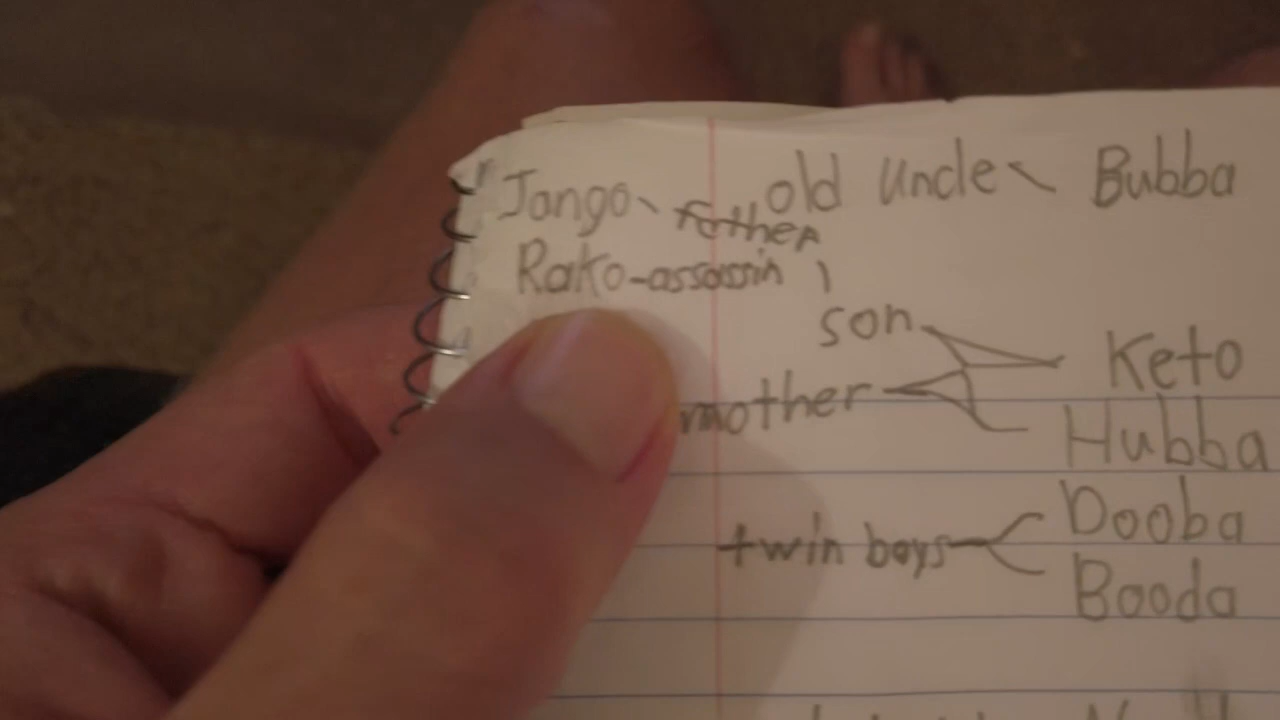 Jango old uncle Bubba
father
Rako-assassin
son Keto
mother Hubba
twin boys Dooba
Booda